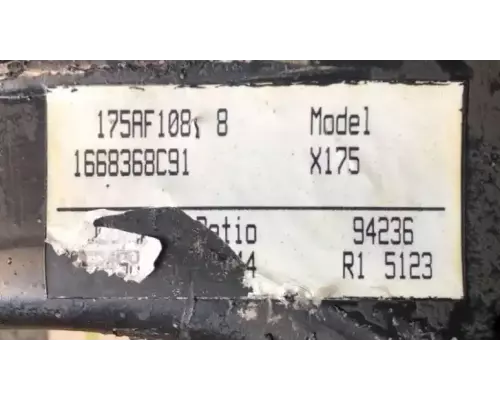 175AF108 8 Model
1668368C91 X175
Ratio 94236
R1 5123